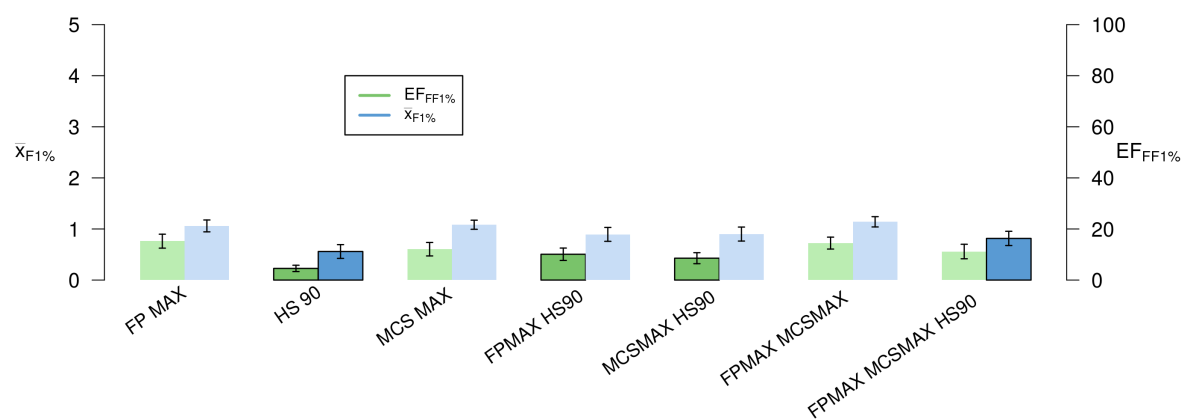 5
4
3
2
1
0
x̄F1%
EFFF1%
x̄F1%
100
80
60
40
20
0
EFFF1%
FP MAX
HS 90
MCS MAX
FPMAX HS90
MCSMAX HS90
FPMAX MCSMAX
FPMAX MCSMAX HS90